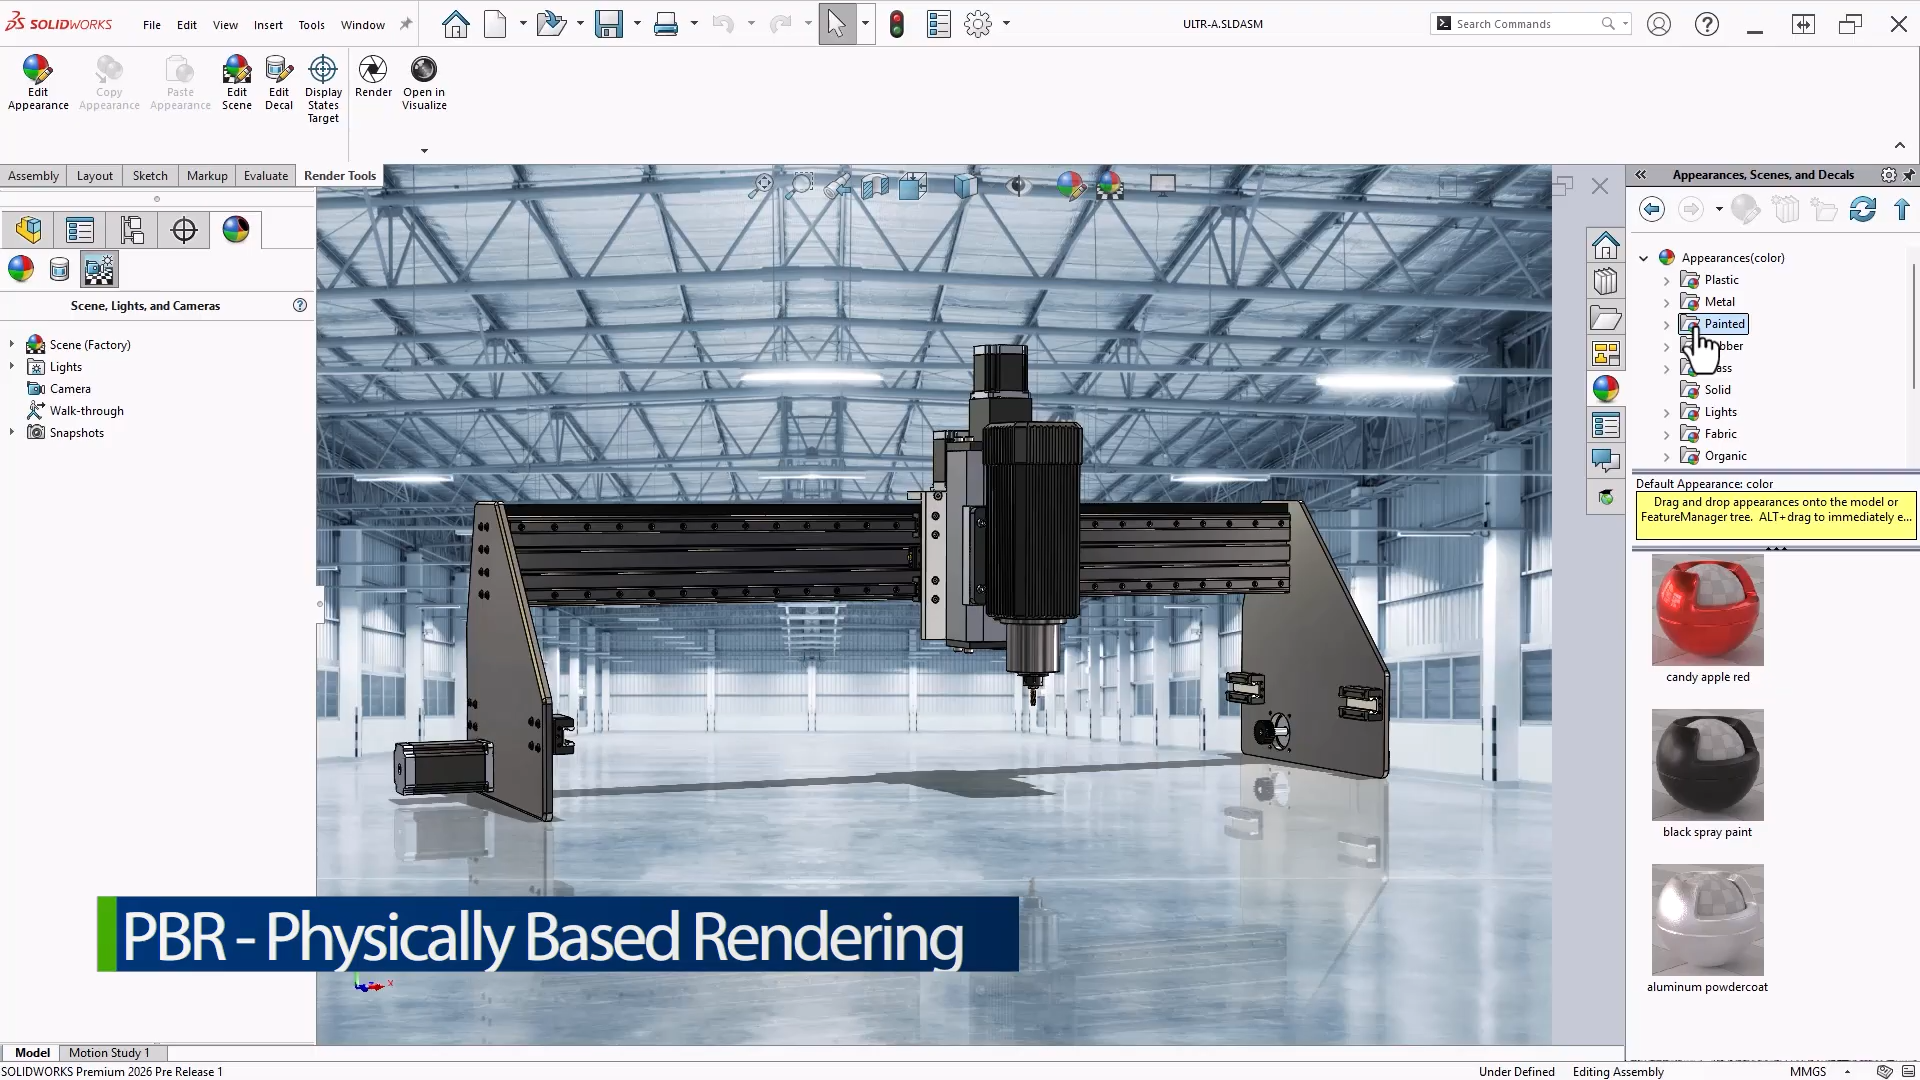 SOLIDWORKS
File Edit View Insert Tools Window
ULTR-A.SLDASM
Search Commands
Edit Appearance
Copy Appearance
Paste Appearance
Edit Scene
Edit Decal
Display States Target
Render
Open in Visualize
Assembly Layout Sketch Markup Evaluate Render Tools
Scene, Lights, and Cameras
Scene (Factory)
Lights
Camera
Walk-through
Snapshots
Appearances, Scenes, and Decals
Appearances(color)
Plastic
Metal
Painted
Solid
Lights
Fabric
Organic
Default Appearance: color
Drag and drop appearances onto the model or
FeatureManager tree. ALT+drag to immediately e...
candy apple red
black spray paint
aluminum powdercoat
PBR - Physically Based Rendering
Model Motion Study 1
SOLIDWORKS Premium 2026 Pre Release 1
Under Defined Editing Assembly MMGS